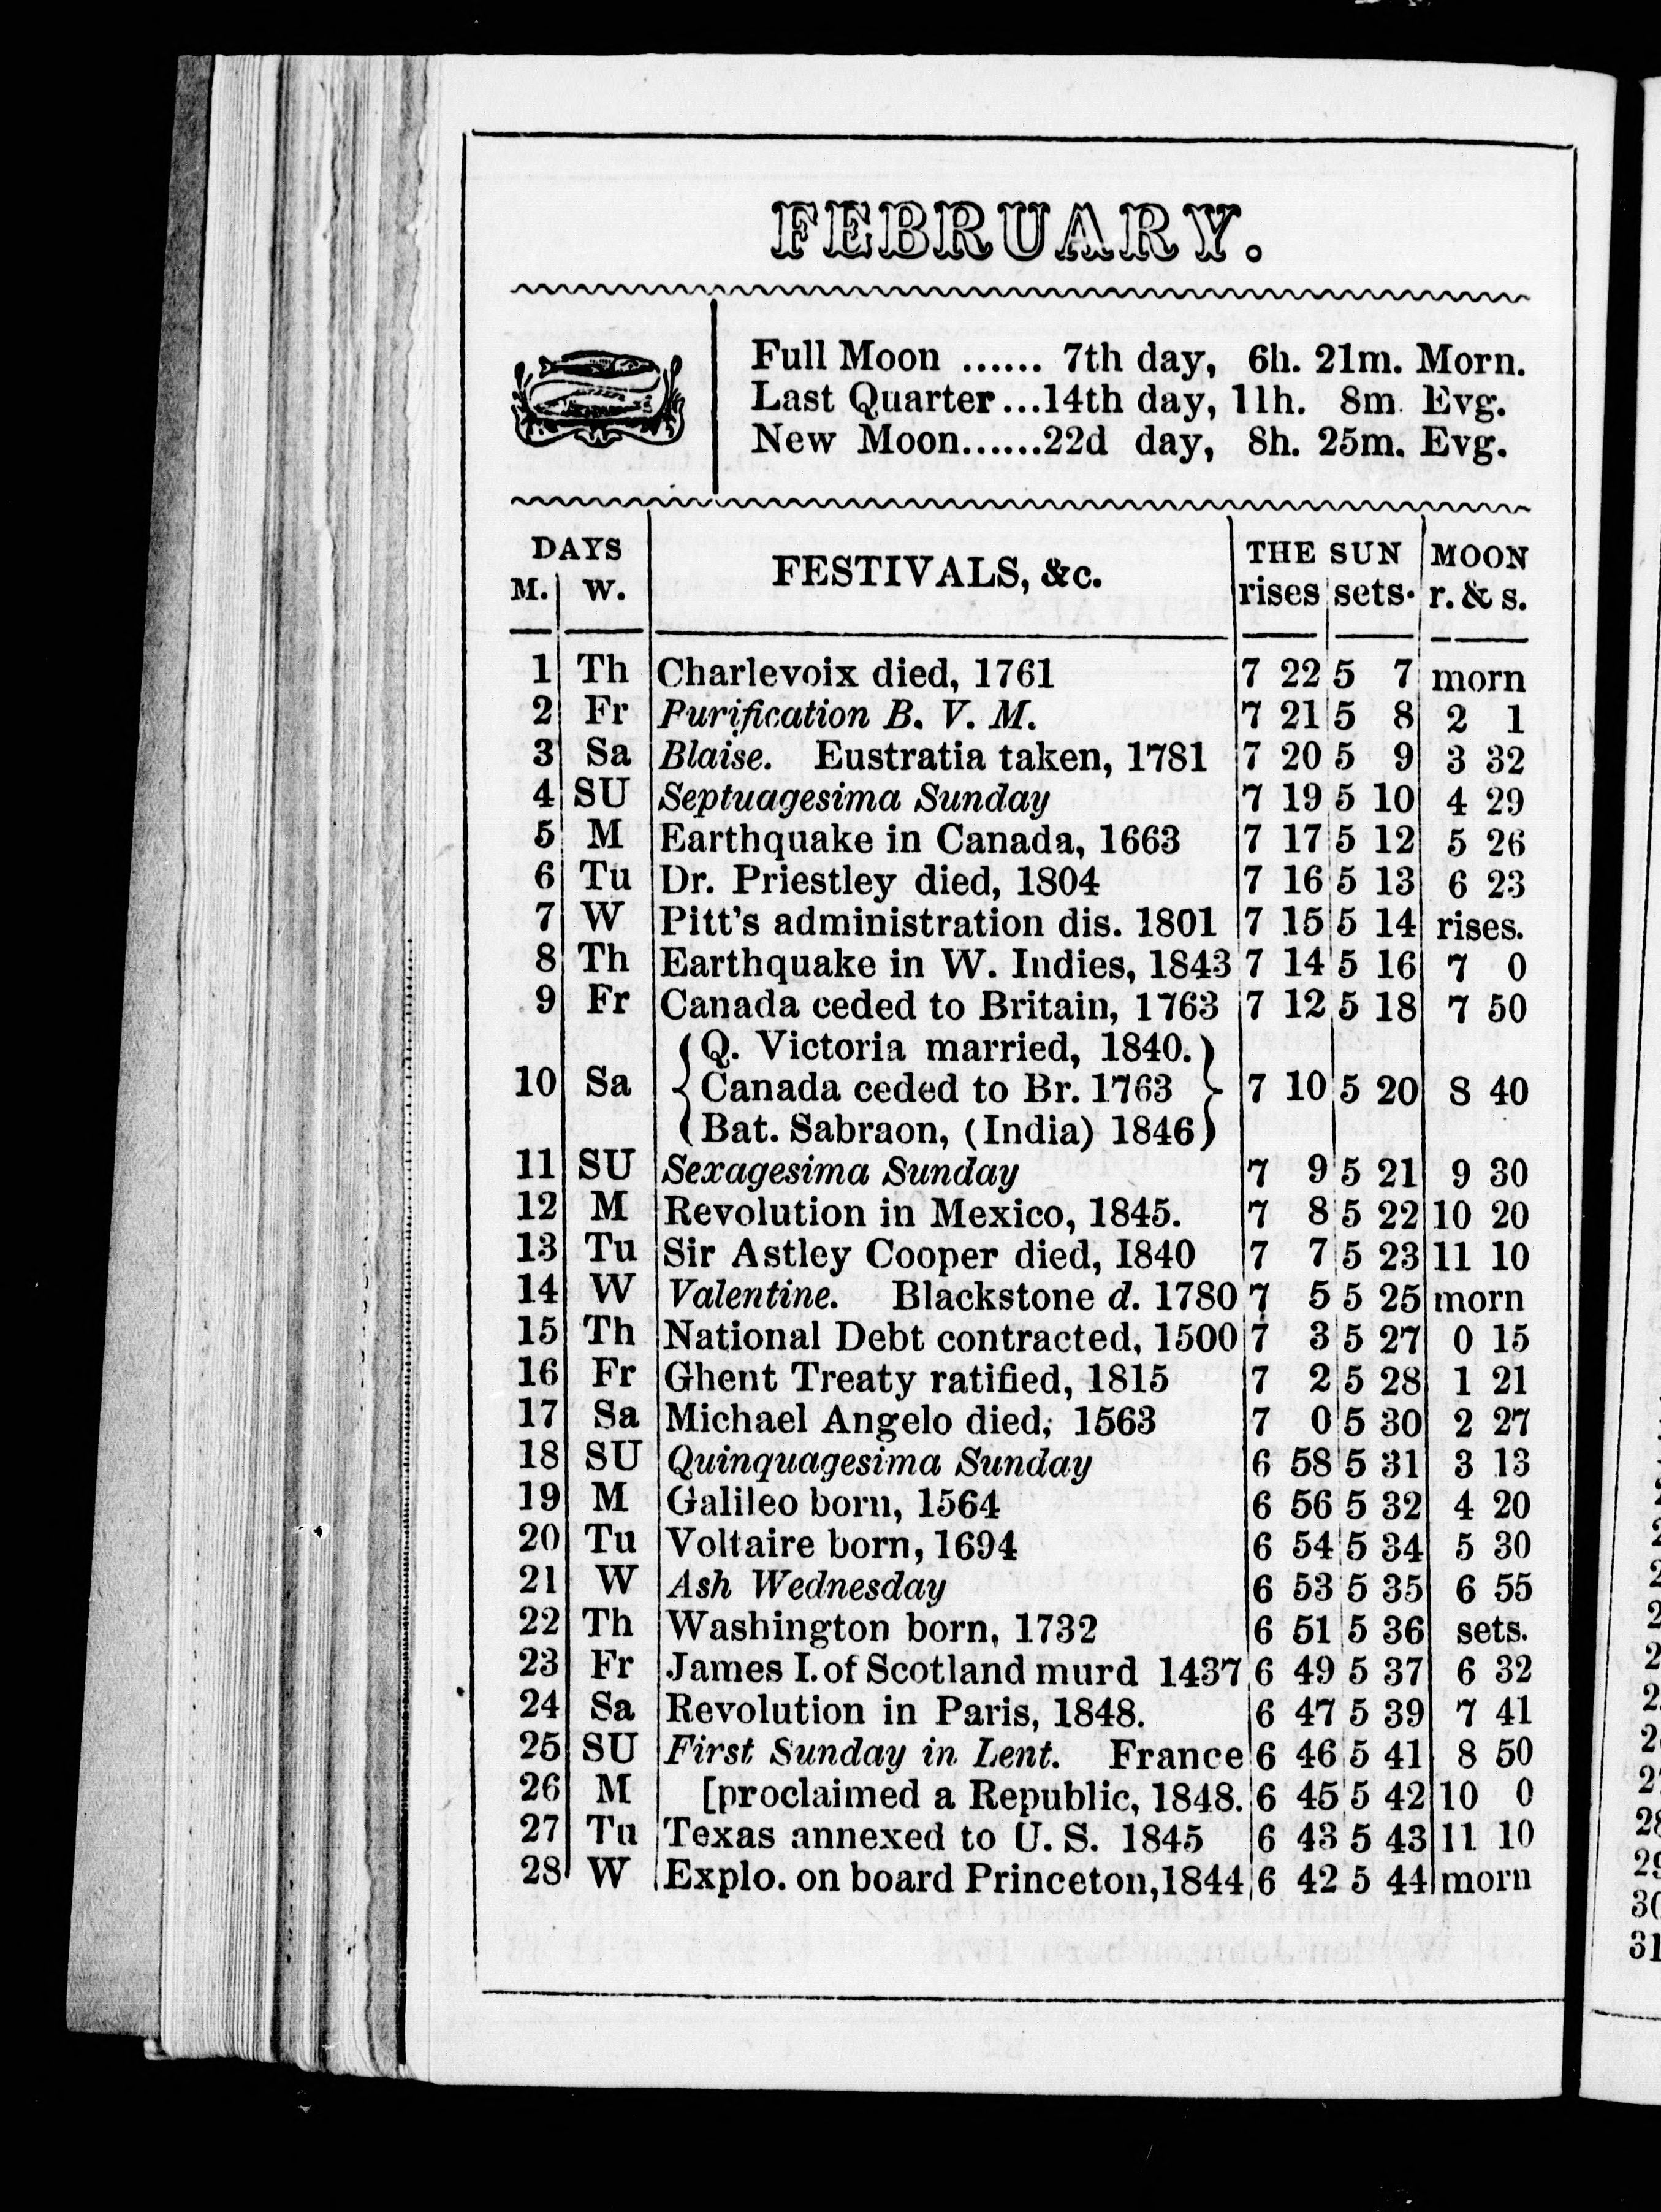 FEBRUARY.
Full Moon ...... 7th day, 6h. 21m. Morn.
Last Quarter...14th day, 11h. 8m. Evg.
New Moon......22d day, 8h. 25m. Evg.
DAYS FESTIVALS, &c. THE SUN MOON
M. W. rises sets. r. & s.
1 Th Charlevoix died, 1761 7 22 5 7 morn
2 Fr Purification B. V. M. 7 21 5 8 2 1
3 Sa Blaise. Eustratia taken, 1781 7 20 5 9 3 32
4 SU Septuagesima Sunday 7 19 5 10 4 29
5 M Earthquake in Canada, 1663 7 17 5 12 5 26
6 Tu Dr. Priestley died, 1804 7 16 5 13 6 23
7 W Pitt's administration dis. 1801 7 15 5 14 rises.
8 Th Earthquake in W. Indies, 1843 7 14 5 16 7 0
9 Fr Canada ceded to Britain, 1763 7 12 5 18 7 50
Q. Victoria married, 1840.
10 Sa Canada ceded to Br. 1763 7 10 5 20 8 40
Bat. Sabraon, (India) 1846
11 SU Sexagesima Sunday 7 9 5 21 9 30
12 M Revolution in Mexico, 1845. 7 8 5 22 10 20
13 Tu Sir Astley Cooper died, 1840 7 7 5 23 11 10
14 W Valentine. Blackstone d. 1780 7 5 5 25 morn
15 Th National Debt contracted, 1500 7 3 5 27 0 15
16 Fr Ghent Treaty ratified, 1815 7 2 5 28 1 21
17 Sa Michael Angelo died, 1563 7 0 5 30 2 27
18 SU Quinquagesima Sunday 6 58 5 31 3 13
19 M Galileo born, 1564 6 56 5 32 4 20
20 Tu Voltaire born, 1694 6 54 5 34 5 30
21 W Ash Wednesday 6 53 5 35 6 55
22 Th Washington born, 1732 6 51 5 36 sets.
23 Fr James I. of Scotland murd 1437 6 49 5 37 6 32
24 Sa Revolution in Paris, 1848. 6 47 5 39 7 41
25 SU First Sunday in Lent. France 6 46 5 41 8 50
26 M [proclaimed a Republic, 1848. 6 45 5 42 10 0
27 Tu Texas annexed to U. S. 1845 6 43 5 43 11 10
28 W Explo. on board Princeton, 1844 6 42 5 44 morn